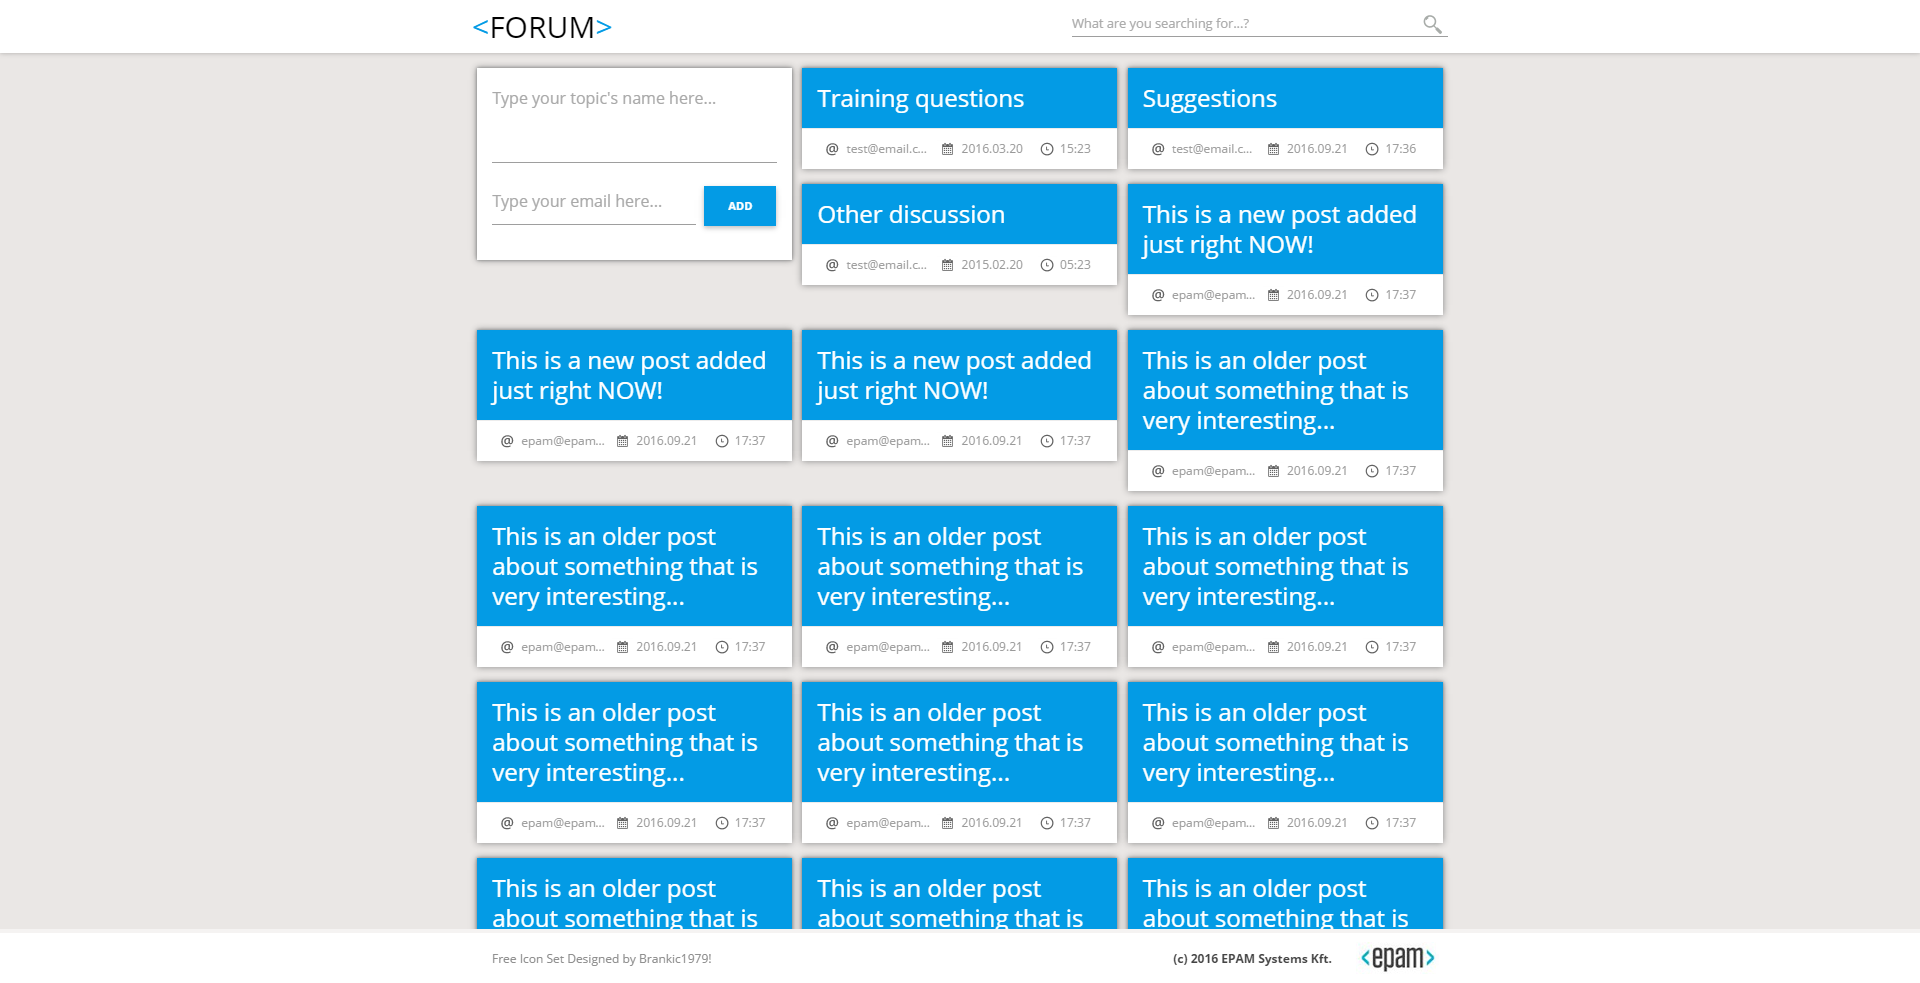 <FORUM>
What are you searching for...?
Type your topic's name here...
Type your email here...
ADD
Training questions
@ test@email.c... 2016.03.20 15:23
Suggestions
@ test@email.c... 2016.09.21 17:36
Other discussion
@ test@email.c... 2015.02.20 05:23
This is a new post added
just right NOW!
@ epam@epam... 2016.09.21 17:37
This is a new post added
just right NOW!
@ epam@epam... 2016.09.21 17:37
This is a new post added
just right NOW!
@ epam@epam... 2016.09.21 17:37
This is an older post
about something that is
very interesting...
@ epam@epam... 2016.09.21 17:37
This is an older post
about something that is
very interesting...
@ epam@epam... 2016.09.21 17:37
This is an older post
about something that is
very interesting...
@ epam@epam... 2016.09.21 17:37
This is an older post
about something that is
very interesting...
@ epam@epam... 2016.09.21 17:37
This is an older post
about something that is
very interesting...
@ epam@epam... 2016.09.21 17:37
This is an older post
about something that is
very interesting...
@ epam@epam... 2016.09.21 17:37
This is an older post
about something that is
very interesting...
@ epam@epam... 2016.09.21 17:37
This is an older post
about something that is
This is an older post
about something that is
This is an older post
about something that is
Free Icon Set Designed by Brankic1979!
(c) 2016 EPAM Systems Kft.
<epam>